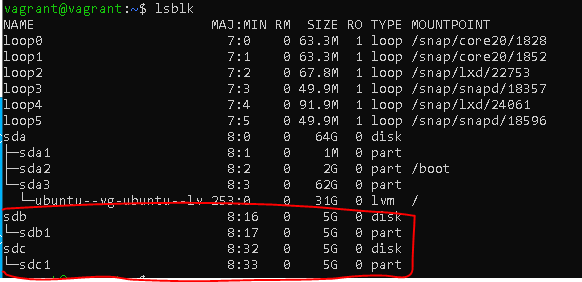 vagrant@vagrant:~$ lsblk
NAME                      MAJ:MIN RM  SIZE RO TYPE MOUNTPOINT
loop0                       7:0    0 63.3M  1 loop /snap/core20/1828
loop1                       7:1    0 63.3M  1 loop /snap/core20/1852
loop2                       7:2    0 67.8M  1 loop /snap/lxd/22753
loop3                       7:3    0 49.9M  1 loop /snap/snapd/18357
loop4                       7:4    0 91.9M  1 loop /snap/lxd/24061
loop5                       7:5    0 49.9M  1 loop /snap/snapd/18596
sda                         8:0    0   64G  0 disk
├─sda1                      8:1    0    1M  0 part
├─sda2                      8:2    0    2G  0 part /boot
├─sda3                      8:3    0   62G  0 part
  └─ubuntu--vg-ubuntu--lv 253:0    0   31G  0 lvm  /
sdb                         8:16   0    5G  0 disk
└─sdb1                      8:17   0    5G  0 part
sdc                         8:32   0    5G  0 disk
└─sdc1                      8:33   0    5G  0 part